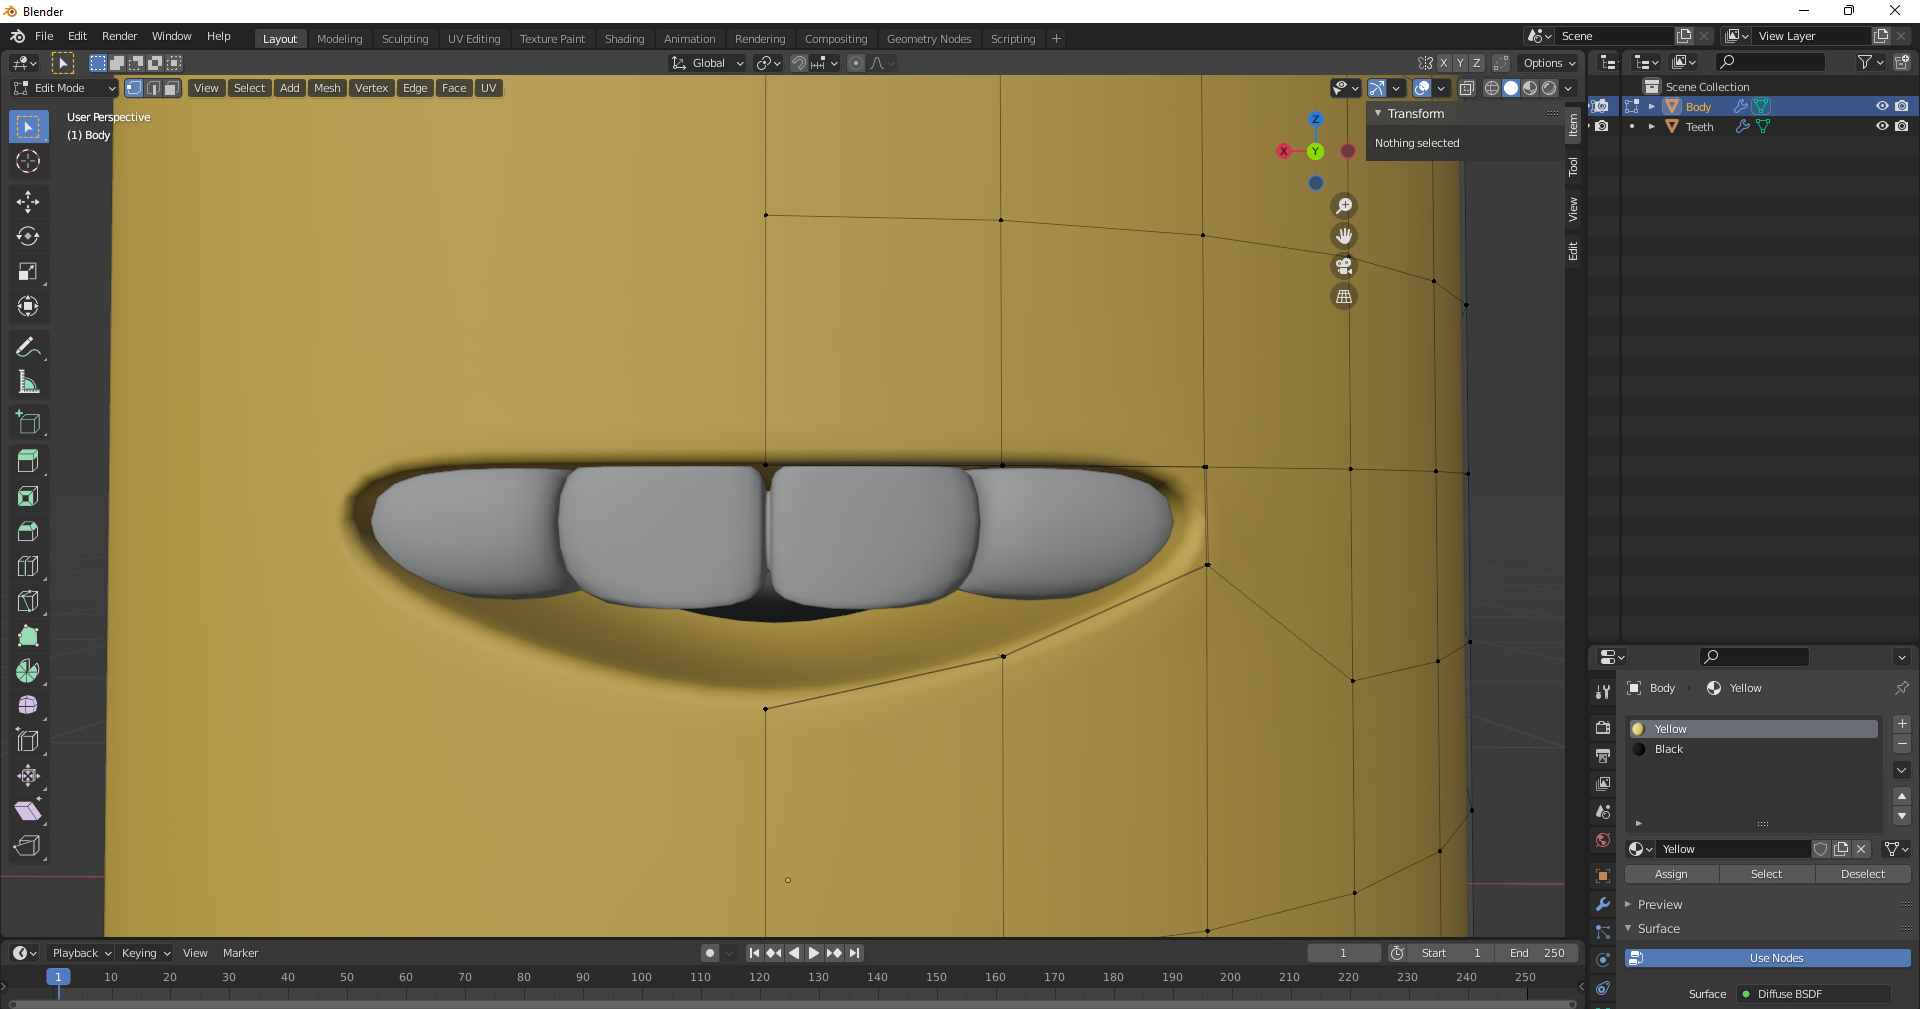 Blender
File Edit Render Window Help Layout Modeling Sculpting UV Editing Texture Paint Shading Animation Rendering Compositing Geometry Nodes Scripting + Scene View Layer
Global X Y Z Options
Edit Mode View Select Add Mesh Vertex Edge Face UV
User Perspective
(1) Body
Z
X Y
Transform
Nothing selected
Item
Tool
View
Edit
Scene Collection
Body
Teeth
Body Yellow
Yellow
Black
Yellow
Assign Select Deselect
Preview
Surface
Use Nodes
Surface Diffuse BSDF
Playback Keying View Marker 1 Start 1 End 250
1 10 20 30 40 50 60 70 80 90 100 110 120 130 140 150 160 170 180 190 200 210 220 230 240 250